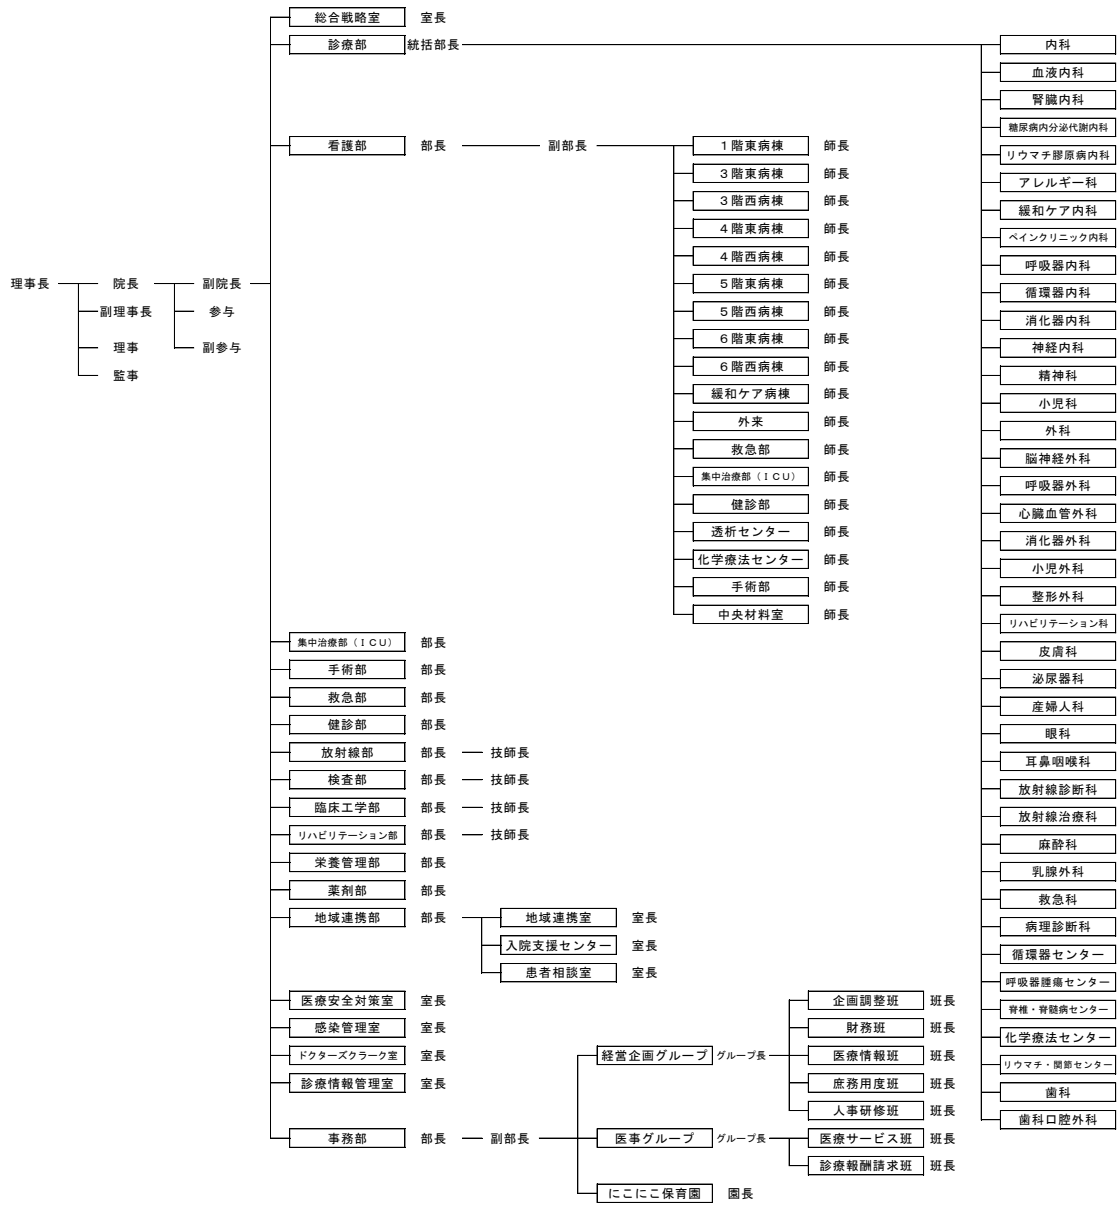 総合戦略室 室長
診療部 統括部長 内科
血液内科
腎臓内科
糖尿病内分泌代謝内科
看護部 部長 副部長 1階東病棟 師長
リウマチ膠原病内科
3階東病棟 師長
アレルギー科
3階西病棟 師長
緩和ケア内科
4階東病棟 師長
ペインクリニック内科
4階西病棟 師長
呼吸器内科
理事長 院長 副院長 5階東病棟 師長
循環器内科
副理事長 参与 5階西病棟 師長
消化器内科
6階東病棟 師長
理事 副参与 神経内科
6階西病棟 師長
監事 精神科
緩和ケア病棟 師長
小児科
外来 師長
外科
救急部 師長
脳神経外科
集中治療部(ICU) 師長
呼吸器外科
健診部 師長
心臓血管外科
透析センター 師長
消化器外科
化学療法センター 師長
小児外科
手術部 師長
整形外科
中央材料室 師長
リハビリテーション科
集中治療部(ICU) 部長
皮膚科
手術部 部長
泌尿器科
救急部 部長
産婦人科
健診部 部長
眼科
放射線部 部長 技師長
耳鼻咽喉科
検査部 部長 技師長
放射線診断科
臨床工学部 部長 技師長
放射線治療科
リハビリテーション部 部長 技師長
麻酔科
栄養管理部 部長
乳腺外科
薬剤部 部長
救急科
地域連携部 部長 地域連携室 室長
病理診断科
入院支援センター 室長
循環器センター
患者相談室 室長
呼吸器腫瘍センター
医療安全対策室 室長 企画調整班 班長
脊椎・脊髄病センター
感染管理室 室長 財務班 班長
化学療法センター
ドクターズクラーク室 室長 経営企画グループ グループ長 医療情報班 班長
リウマチ・関節センター
診療情報管理室 室長 庶務用度班 班長
歯科
人事研修班 班長
歯科口腔外科
事務部 部長 副部長 医事グループ グループ長 医療サービス班 班長
診療報酬請求班 班長
にこにこ保育園 園長